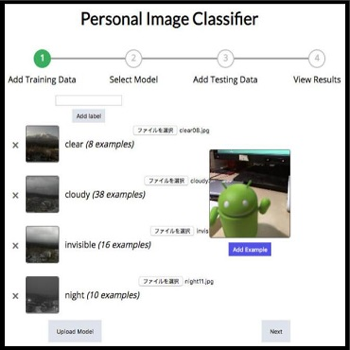 Personal Image Classifier
1 2 3 4
Add Training Data Select Model Add Testing Data View Results
Add label
ファイルを選択 clear08.jpg
× clear (8 examples)
ファイルを選択 cloudy
× cloudy (38 examples)
ファイルを選択 invis
× invisible (16 examples)
Add Example
ファイルを選択 night11.jpg
× night (10 examples)
Upload Model Next